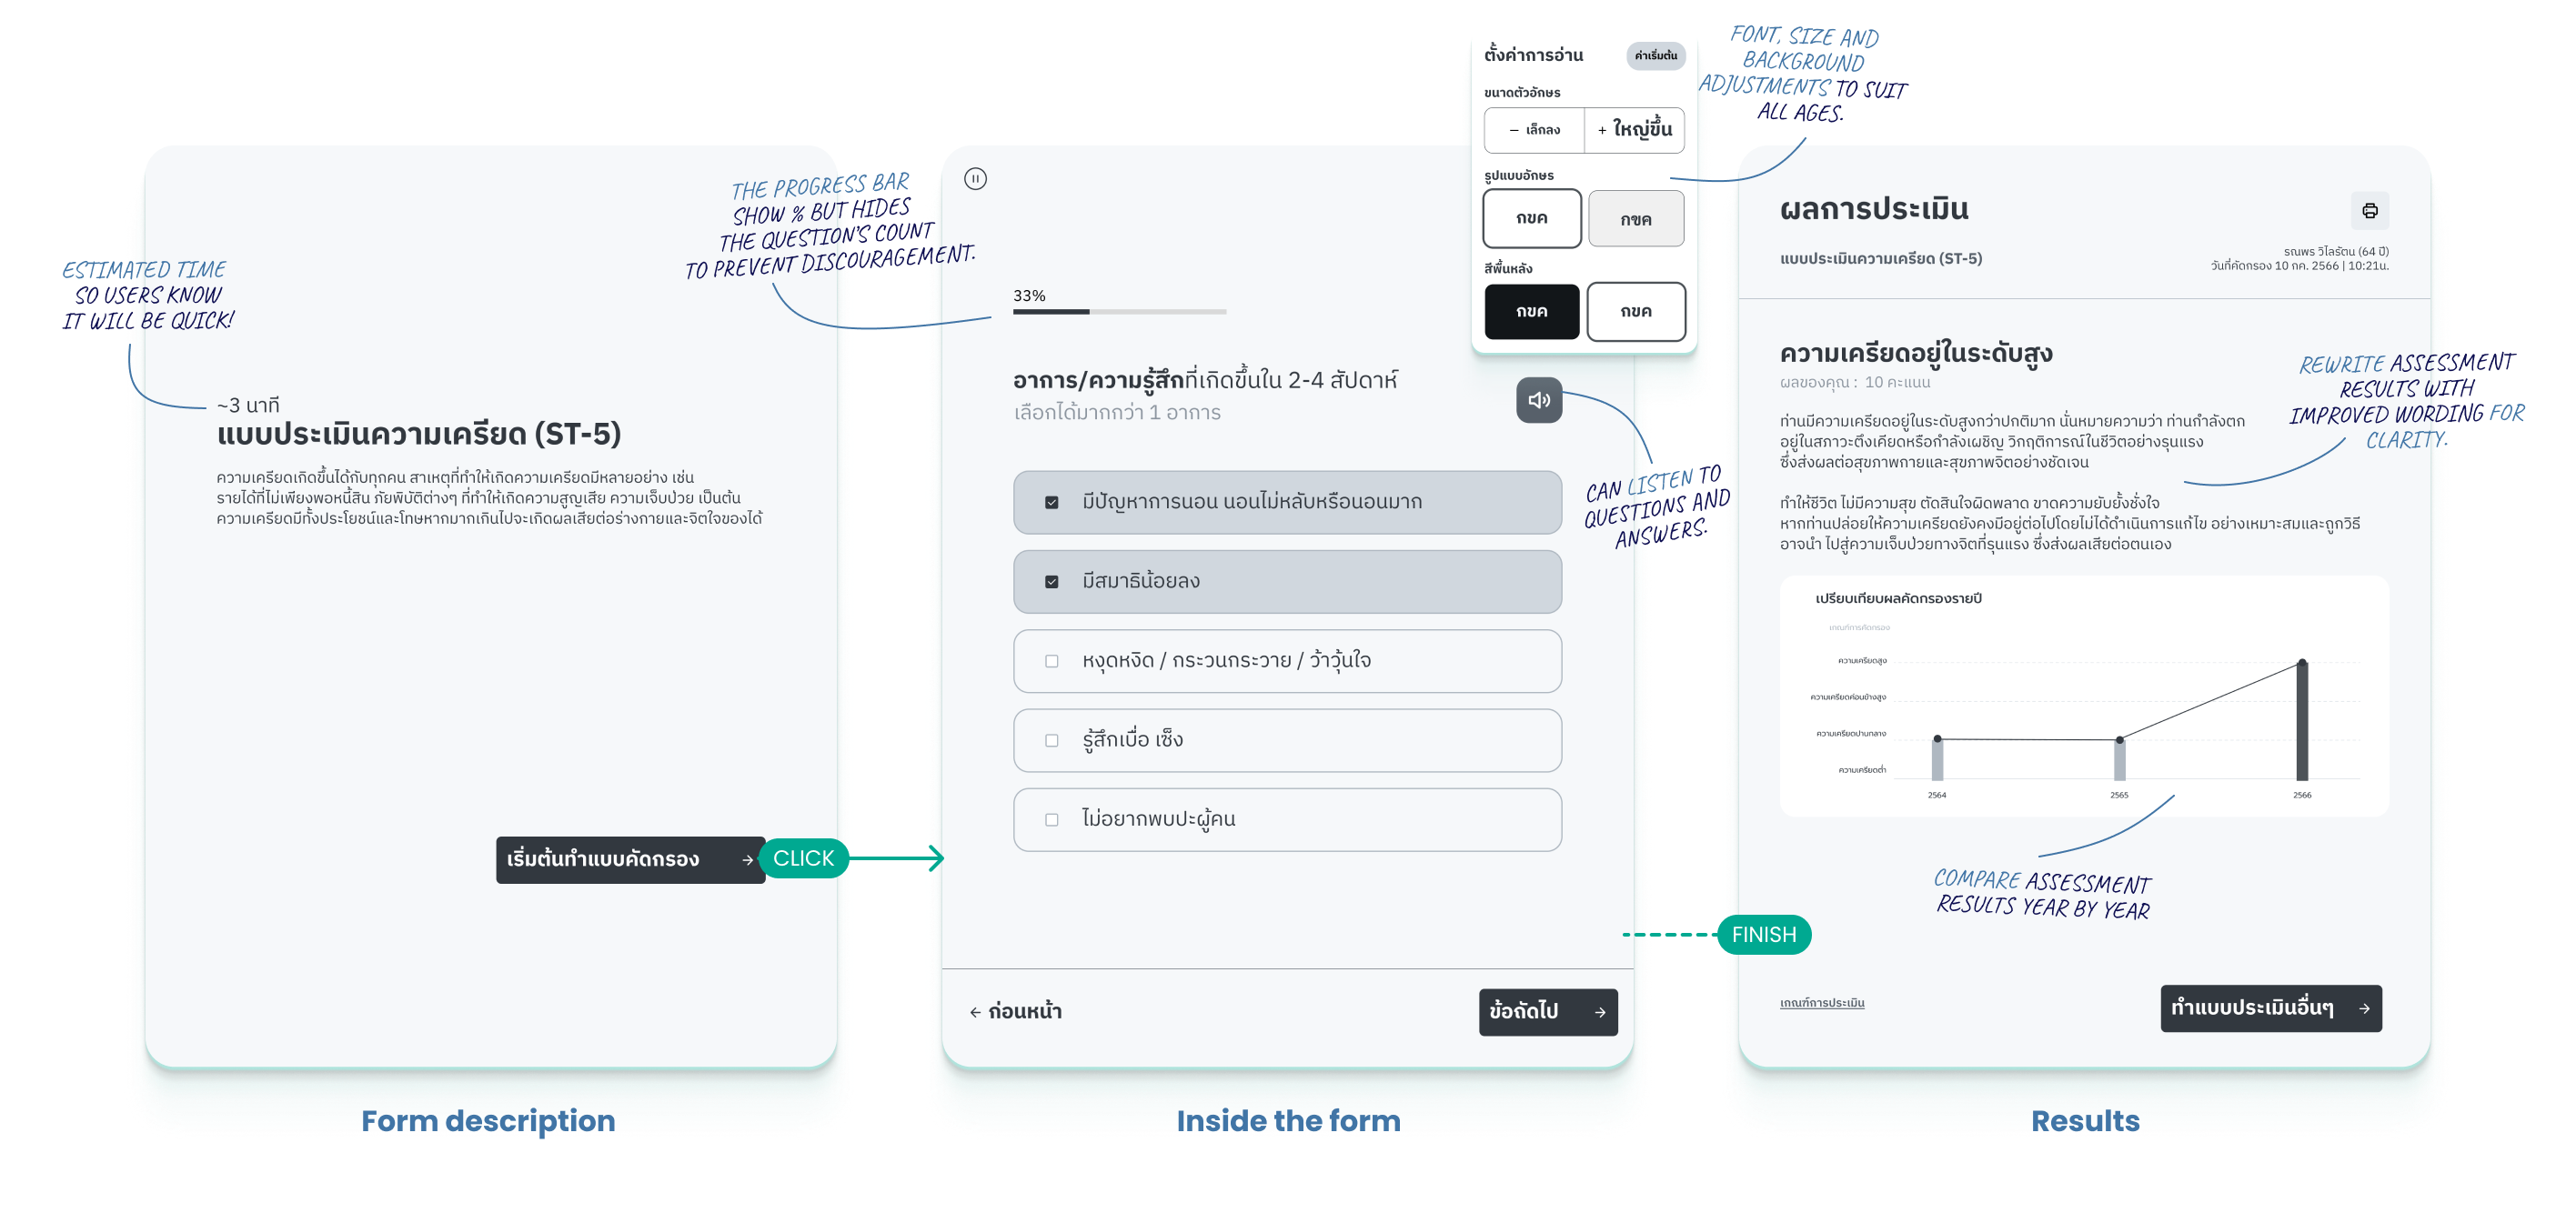 ESTIMATED TIME
SO USERS KNOW
IT WILL BE QUICK!
~3 นาที
แบบประเมินความเครียด (ST-5)
ความเครียดเกิดขึ้นได้กับทุกคน สาเหตุที่ทำให้เกิดความเครียดมีหลายอย่าง เช่น
รายได้ที่ไม่เพียงพอหนี้สิน ภัยพิบัติต่างๆ ที่ทำให้เกิดความสูญเสีย ความเจ็บป่วย เป็นต้น
ความเครียดมีทั้งประโยชน์และโทษหากมากเกินไปจะเกิดผลเสียต่อร่างกายและจิตใจของได้
เริ่มต้นทำแบบคัดกรอง
CLICK
Form description
THE PROGRESS BAR
SHOW % BUT HIDES
THE QUESTION'S COUNT
TO PREVENT DISCOURAGEMENT.
33%
อาการ/ความรู้สึกที่เกิดขึ้นใน 2-4 สัปดาห์
เลือกได้มากกว่า 1 อาการ
มีปัญหาการนอน นอนไม่หลับหรือนอนมาก
มีสมาธิน้อยลง
หงุดหงิด / กระวนกระวาย / ว้าวุ้นใจ
รู้สึกเบื่อ เซ็ง
ไม่อยากพบปะผู้คน
ก่อนหน้า
ข้อถัดไป
Inside the form
ตั้งค่าการอ่าน
ค่าเริ่มต้น
ขนาดตัวอักษร
– เล็กลง
+ ใหญ่ขึ้น
รูปแบบอักษร
กขค
กขค
สีพื้นหลัง
กขค
กขค
FONT, SIZE AND
BACKGROUND
ADJUSTMENTS TO SUIT
ALL AGES.
CAN LISTEN TO
QUESTIONS AND
ANSWERS.
FINISH
ผลการประเมิน
แบบประเมินความเครียด (ST-5)
รณพร วิไลรัตน (64 ปี)
วันที่คัดกรอง 10 กค. 2566 | 10:21น.
ความเครียดอยู่ในระดับสูง
ผลของคุณ : 10 คะแนน
ท่านมีความเครียดอยู่ในระดับสูงกว่าปกติมาก นั่นหมายความว่า ท่านกำลังตก
อยู่ในสภาวะตึงเคียดหรือกำลังเผชิญ วิกฤติการณ์ในชีวิตอย่างรุนแรง
ซึ่งส่งผลต่อสุขภาพกายและสุขภาพจิตอย่างชัดเจน
ทำให้ชีวิต ไม่มีความสุข ตัดสินใจผิดพลาด ขาดความยับยั้งชั่งใจ
หากท่านปล่อยให้ความเครียดยังคงมีอยู่ต่อไปโดยไม่ได้ดำเนินการแก้ไข อย่างเหมาะสมและถูกวิธี
อาจนำ ไปสู่ความเจ็บป่วยทางจิตที่รุนแรง ซึ่งส่งผลเสียต่อตนเอง
REWRITE ASSESSMENT
RESULTS WITH
IMPROVED WORDING FOR
CLARITY.
เปรียบเทียบผลคัดกรองรายปี
เกณฑ์การคัดกรอง
ความเครียดสูง
ความเครียดค่อนข้างสูง
ความเครียดปานกลาง
ความเครียดต่ำ
2564
2565
2566
COMPARE ASSESSMENT
RESULTS YEAR BY YEAR
เกณฑ์การประเมิน
ทำแบบประเมินอื่นๆ
Results